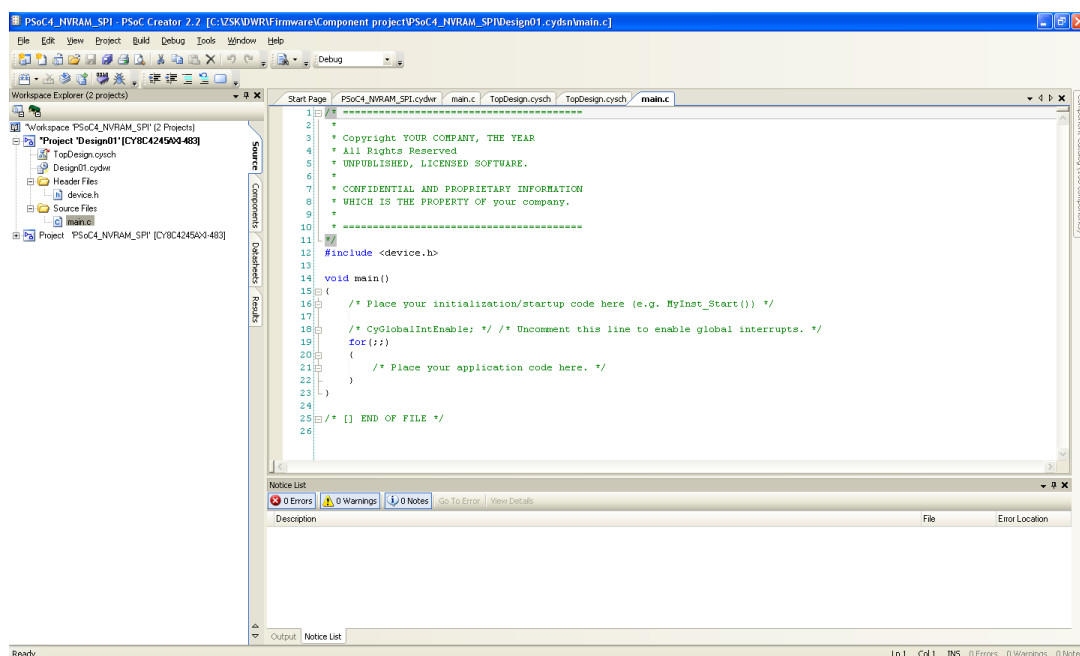 PSoC4_NVRAM_SPI - PSoC Creator 2.2 [C:\ZSK\DWR\Firmware\Component project\PSoC4_NVRAM_SPI\Design01.cydsn\main.c]
File Edit View Project Build Debug Tools Window Help
Debug
Workspace Explorer (2 projects)
Workspace 'PSoC4_NVRAM_SPI' (2 Projects)
Project 'Design01' [CY8C4245AXI-483]
TopDesign.cysch
Design01.cydwr
Header Files
device.h
Source Files
main.c
Project 'PSoC4_NVRAM_SPI' [CY8C4245AXI-483]
Source
Components
Datasheets
Results
Start Page PSoC4_NVRAM_SPI.cydwr main.c TopDesign.cysch TopDesign.cysch main.c
1 /* ========================================
2 *
3 * Copyright YOUR COMPANY, THE YEAR
4 * All Rights Reserved
5 * UNPUBLISHED, LICENSED SOFTWARE.
6 *
7 * CONFIDENTIAL AND PROPRIETARY INFORMATION
8 * WHICH IS THE PROPERTY OF your company.
9 *
10 * ========================================
11 */
12 #include <device.h>
13
14 void main()
15 {
16 /* Place your initialization/startup code here (e.g. MyInst_Start()) */
17
18 /* CyGlobalIntEnable; */ /* Uncomment this line to enable global interrupts. */
19 for(;;)
20 {
21 /* Place your application code here. */
22 }
23 }
24
25 /* [] END OF FILE */
26
Notice List
0 Errors 0 Warnings 0 Notes Go To Error View Details
Description File Error Location
Output Notice List
Ready Ln 1 Col 1 INS 0 Errors 0 Warnings 0 Note